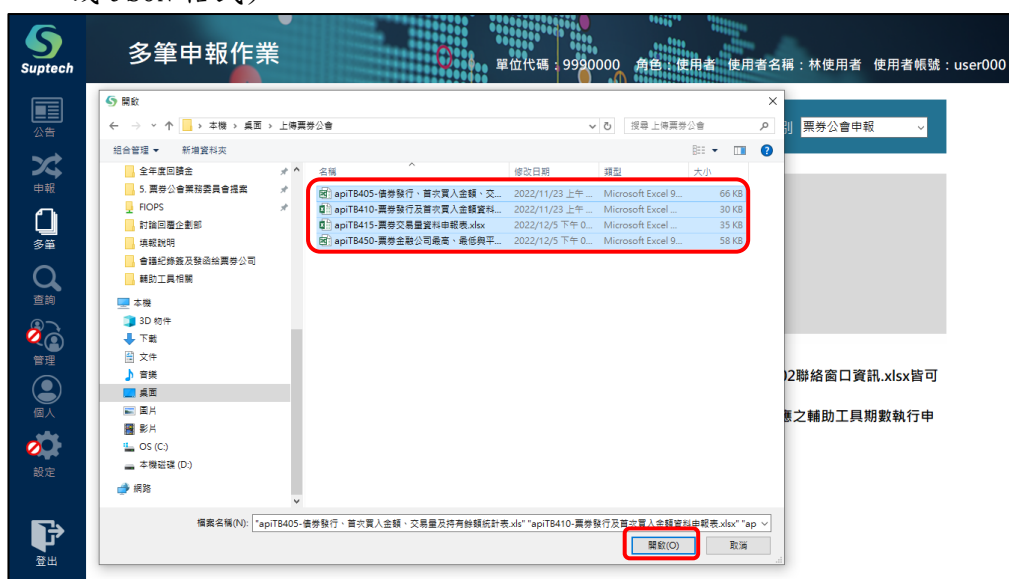 或 Json 格式)
Suptech
多筆申報作業
單位代碼：9990000 角色：使用者 使用者名稱：林使用者 使用者帳號：user000
公告
申報
多筆
查詢
管理
個人
設定
登出
別 票券公會申報
開啟
本機 › 桌面 › 上傳票券公會
搜尋 上傳票券公會
組合管理 新增資料夾
全年度回饋金
5. 票券公會業務委員會提案
FIOPS
討論回覆企劃部
填報說明
會議紀錄簽及發函給票券公司
輔助工具相關
本機
3D 物件
下載
文件
音樂
桌面
圖片
影片
OS (C:)
本機磁碟 (D:)
網路
名稱 修改日期 類型 大小
apiTB405-債券發行、首次買入金額、交... 2022/11/23 上午 ... Microsoft Excel 9... 66 KB
apiTB410-票券發行及首次買入金額資料... 2022/11/23 上午 ... Microsoft Excel ... 30 KB
apiTB415-票券交易量資料申報表.xlsx 2022/12/5 下午 0... Microsoft Excel ... 35 KB
apiTB450-票券金融公司最高、最低與平... 2022/12/5 下午 0... Microsoft Excel 9... 58 KB
檔案名稱(N): "apiTB405-債券發行、首次買入金額、交易量及持有餘額統計表.xls" "apiTB410-票券發行及首次買入金額資料申報表.xlsx" "ap
開啟(O) 取消
02聯絡窗口資訊.xlsx皆可
應之輔助工具期數執行申